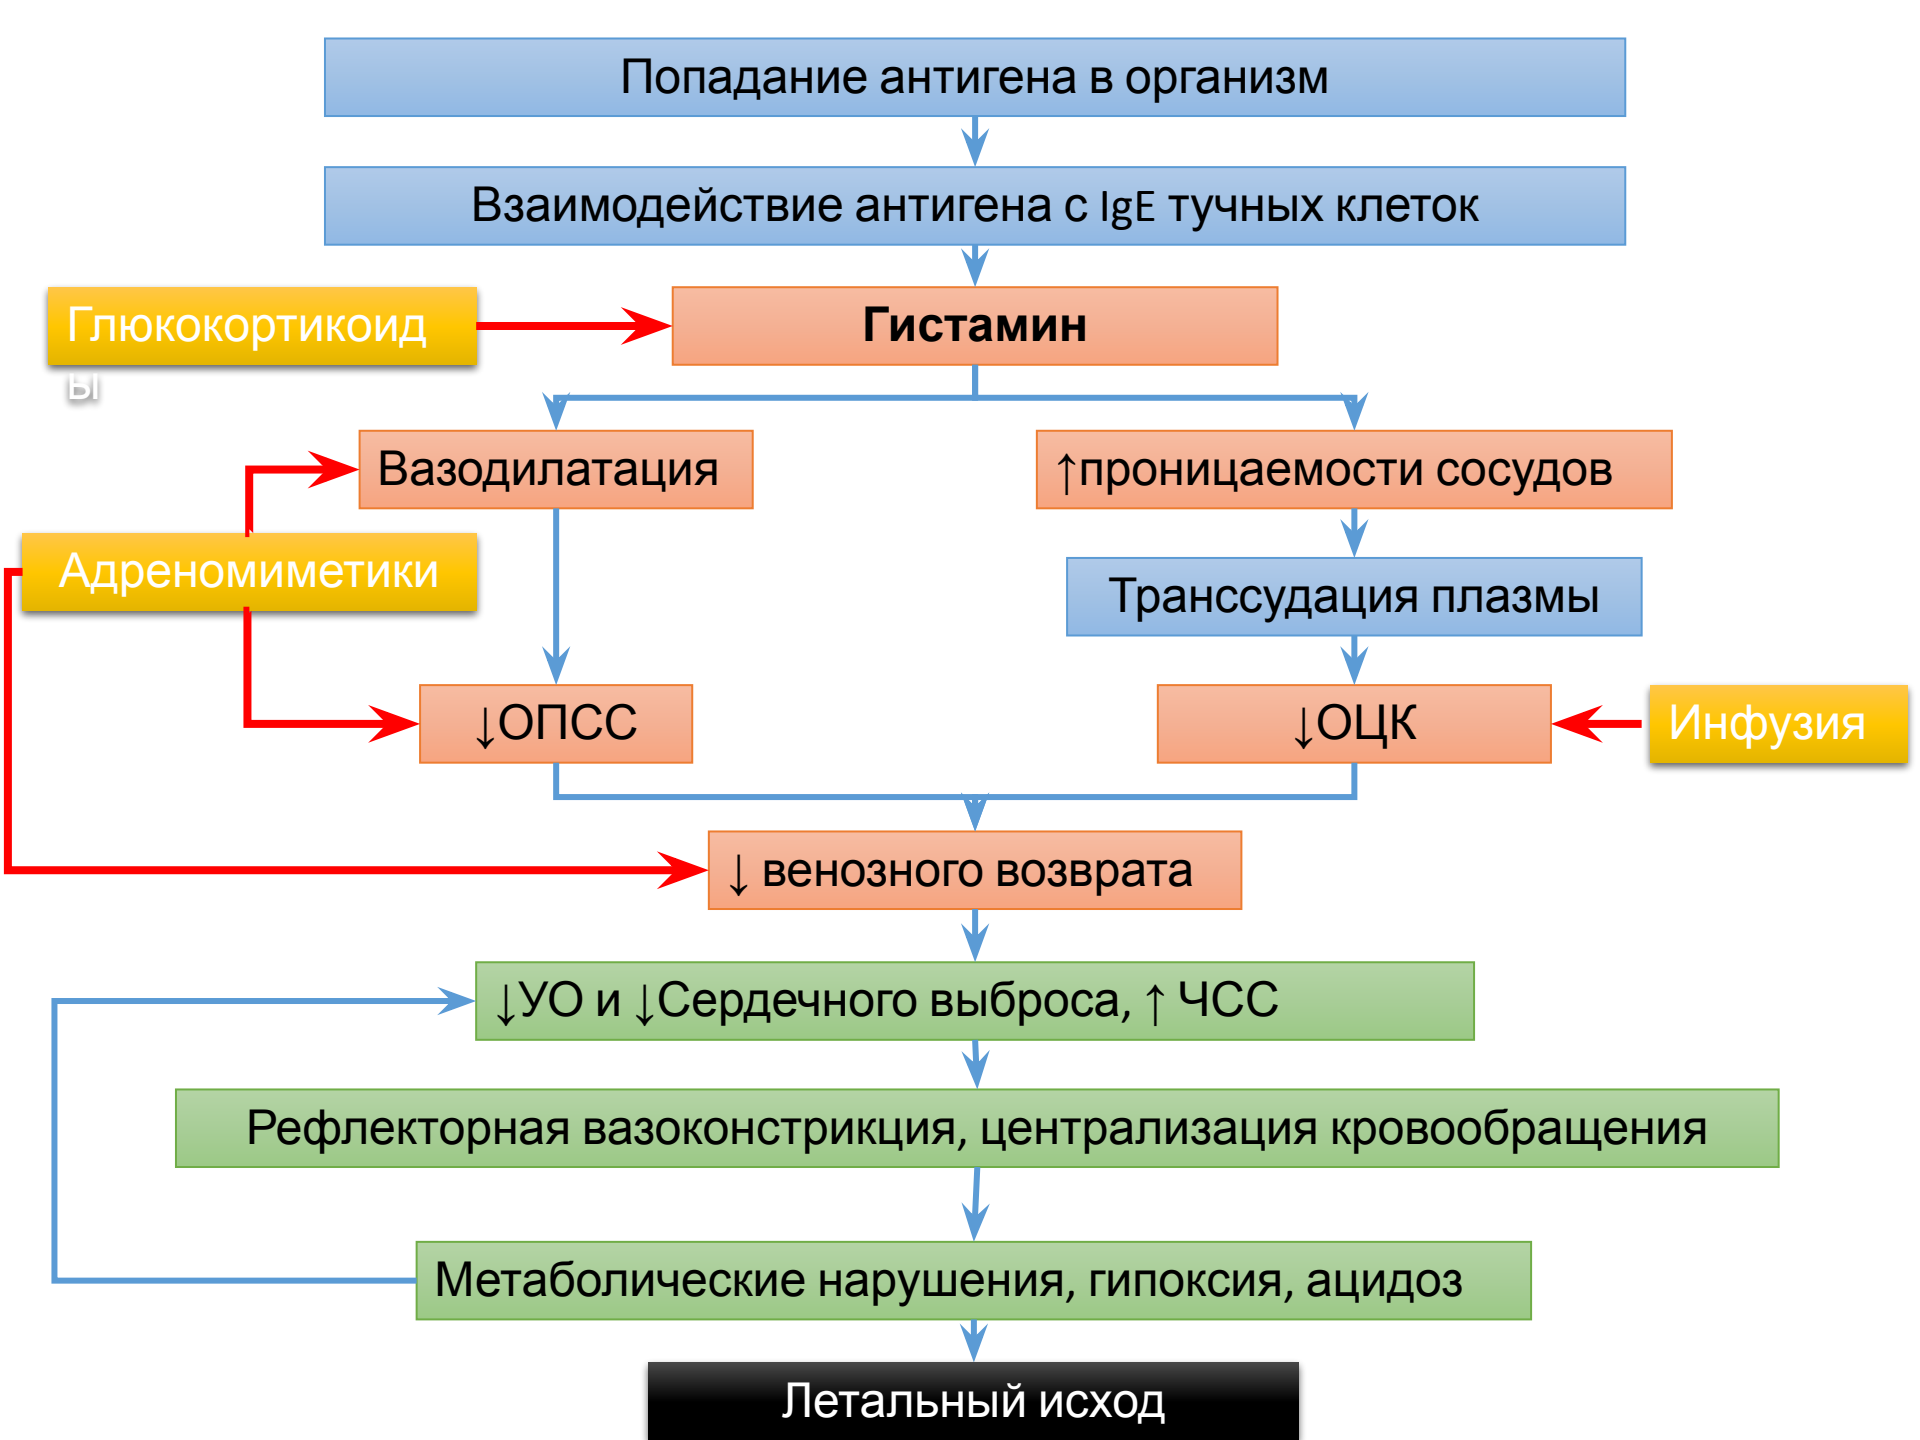 Попадание антигена в организм
Взаимодействие антигена с IgE тучных клеток
Глюкокортикоид
ы
Гистамин
Вазодилатация
↑проницаемости сосудов
Адреномиметики
Транссудация плазмы
↓ОПСС
↓ОЦК
Инфузия
↓ венозного возврата
↓УО и ↓Сердечного выброса, ↑ ЧСС
Рефлекторная вазоконстрикция, централизация кровообращения
Метаболические нарушения, гипоксия, ацидоз
Летальный исход